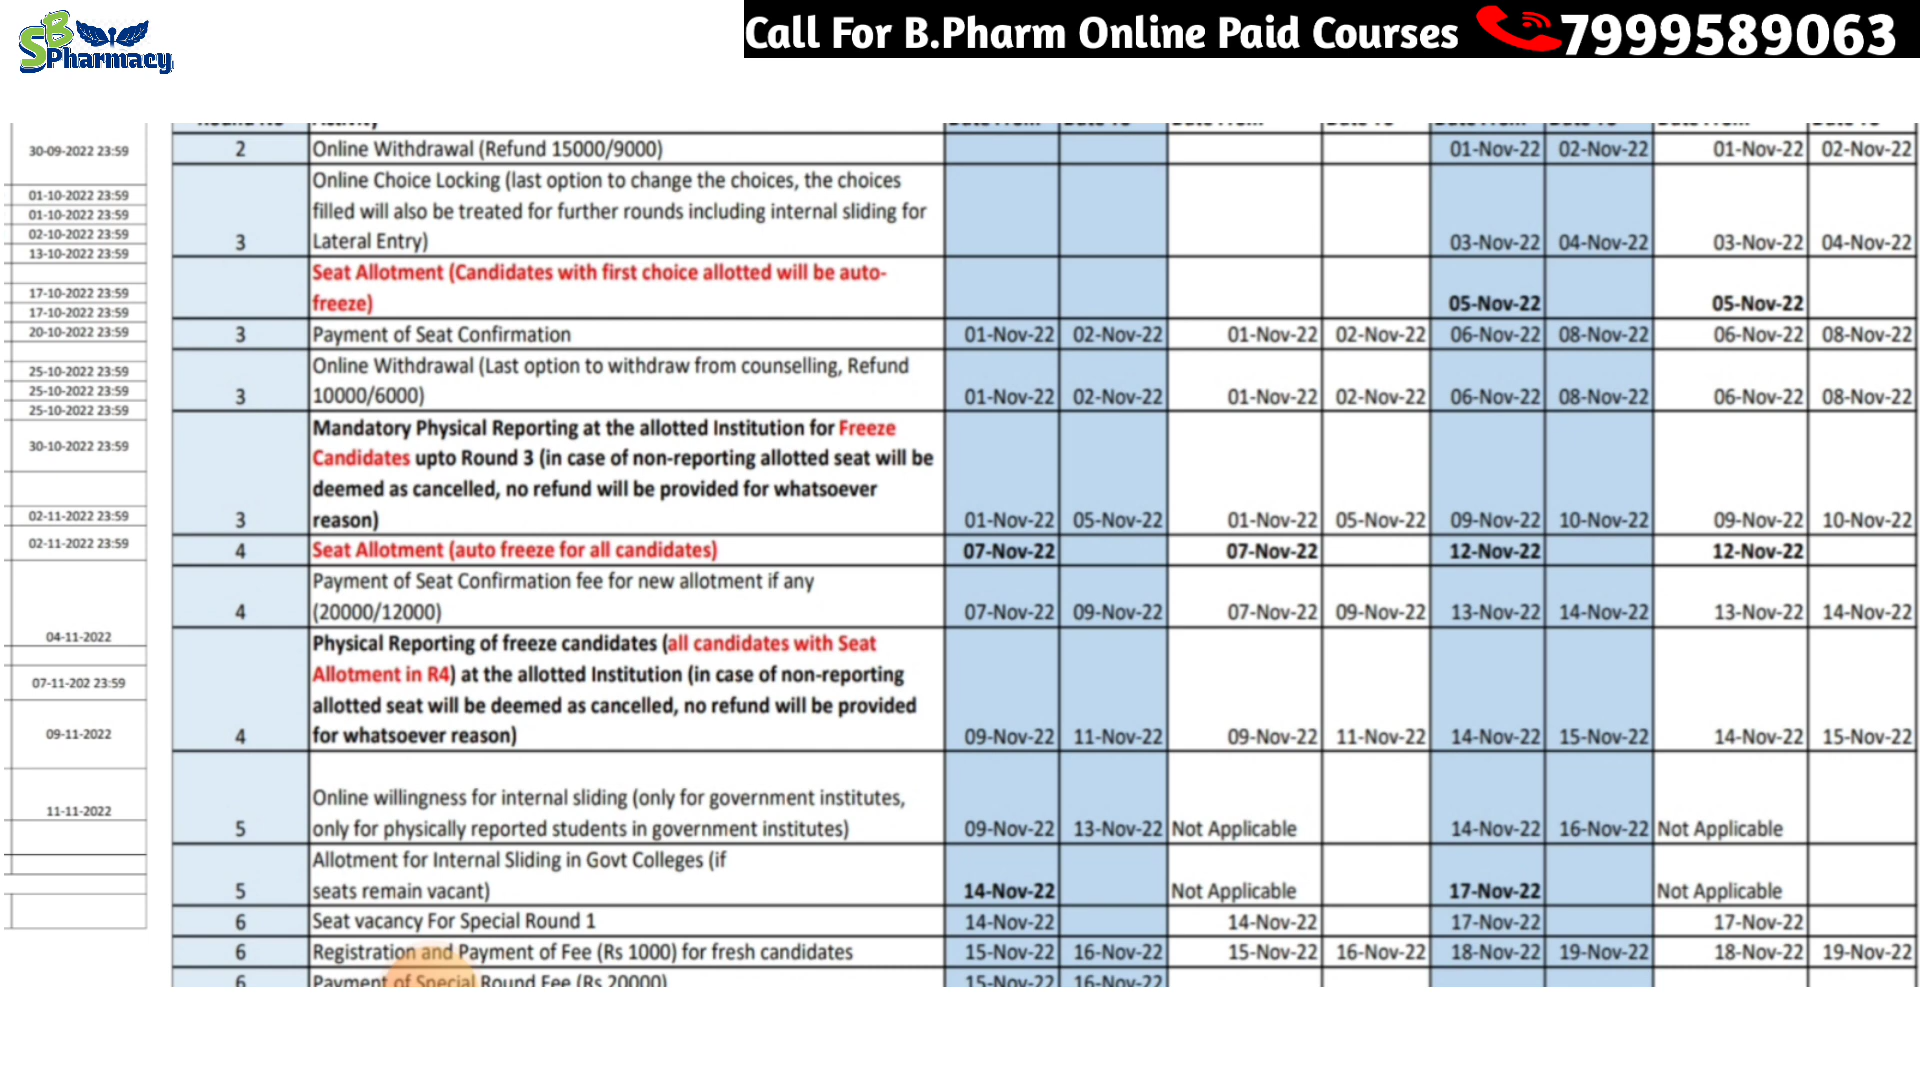 SB Pharmacy
Call For B.Pharm Online Paid Courses 7999589063
30-09-2022 23:59
01-10-2022 23:59
01-10-2022 23:59
02-10-2022 23:59
13-10-2022 23:59
17-10-2022 23:59
17-10-2022 23:59
20-10-2022 23:59
25-10-2022 23:59
25-10-2022 23:59
25-10-2022 23:59
30-10-2022 23:59
02-11-2022 23:59
02-11-2022 23:59
04-11-2022
07-11-202 23:59
09-11-2022
11-11-2022
2 Online Withdrawal (Refund 15000/9000) 01-Nov-22 02-Nov-22 01-Nov-22 02-Nov-22
Online Choice Locking (last option to change the choices, the choices
filled will also be treated for further rounds including internal sliding for
3 Lateral Entry) 03-Nov-22 04-Nov-22 03-Nov-22 04-Nov-22
Seat Allotment (Candidates with first choice allotted will be auto-
freeze) 05-Nov-22 05-Nov-22
3 Payment of Seat Confirmation 01-Nov-22 02-Nov-22 01-Nov-22 02-Nov-22 06-Nov-22 08-Nov-22 06-Nov-22 08-Nov-22
Online Withdrawal (Last option to withdraw from counselling, Refund
3 10000/6000) 01-Nov-22 02-Nov-22 01-Nov-22 02-Nov-22 06-Nov-22 08-Nov-22 06-Nov-22 08-Nov-22
Mandatory Physical Reporting at the allotted Institution for Freeze
Candidates upto Round 3 (in case of non-reporting allotted seat will be
deemed as cancelled, no refund will be provided for whatsoever
3 reason) 01-Nov-22 05-Nov-22 01-Nov-22 05-Nov-22 09-Nov-22 10-Nov-22 09-Nov-22 10-Nov-22
4 Seat Allotment (auto freeze for all candidates) 07-Nov-22 07-Nov-22 12-Nov-22 12-Nov-22
Payment of Seat Confirmation fee for new allotment if any
4 (20000/12000) 07-Nov-22 09-Nov-22 07-Nov-22 09-Nov-22 13-Nov-22 14-Nov-22 13-Nov-22 14-Nov-22
Physical Reporting of freeze candidates (all candidates with Seat
Allotment in R4) at the allotted Institution (in case of non-reporting
allotted seat will be deemed as cancelled, no refund will be provided
4 for whatsoever reason) 09-Nov-22 11-Nov-22 09-Nov-22 11-Nov-22 14-Nov-22 15-Nov-22 14-Nov-22 15-Nov-22
Online willingness for internal sliding (only for government institutes,
5 only for physically reported students in government institutes) 09-Nov-22 13-Nov-22 Not Applicable 14-Nov-22 16-Nov-22 Not Applicable
Allotment for Internal Sliding in Govt Colleges (if
5 seats remain vacant) 14-Nov-22 Not Applicable 17-Nov-22 Not Applicable
6 Seat vacancy For Special Round 1 14-Nov-22 14-Nov-22 17-Nov-22 17-Nov-22
6 Registration and Payment of Fee (Rs 1000) for fresh candidates 15-Nov-22 16-Nov-22 15-Nov-22 16-Nov-22 18-Nov-22 19-Nov-22 18-Nov-22 19-Nov-22
6 Payment of Special Round Fee (Rs 20000) 15-Nov-22 16-Nov-22